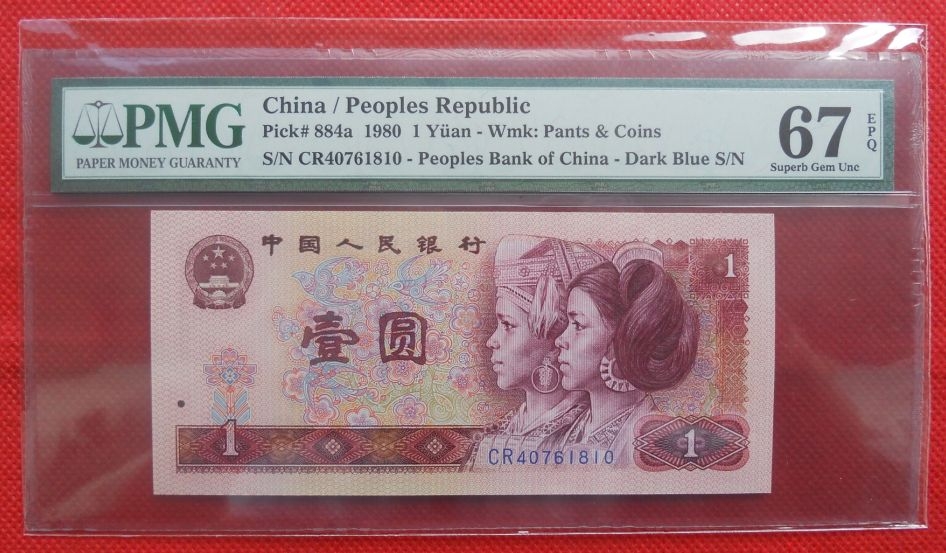 PMG
PAPER MONEY GUARANTY
China / Peoples Republic
Pick# 884a 1980 1 Yüan - Wmk: Pants & Coins
S/N CR40761810 - Peoples Bank of China - Dark Blue S/N
67
EPQ
Superb Gem Unc
中国人民银行
1
壹圆
1
CR40761810
1